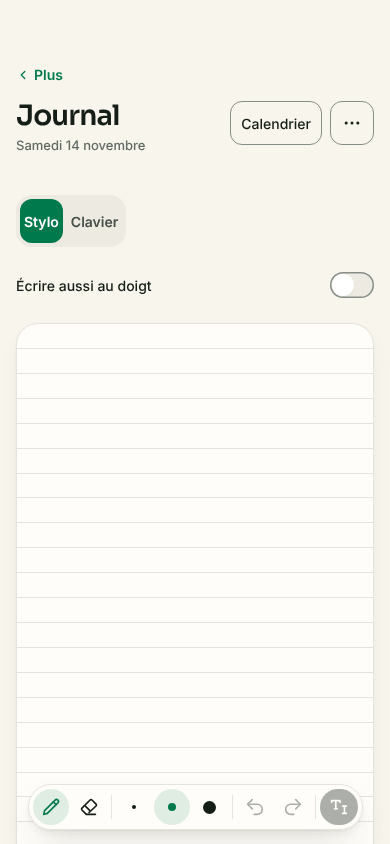 Plus
Journal
Samedi 14 novembre
Calendrier
Stylo
Clavier
Écrire aussi au doigt